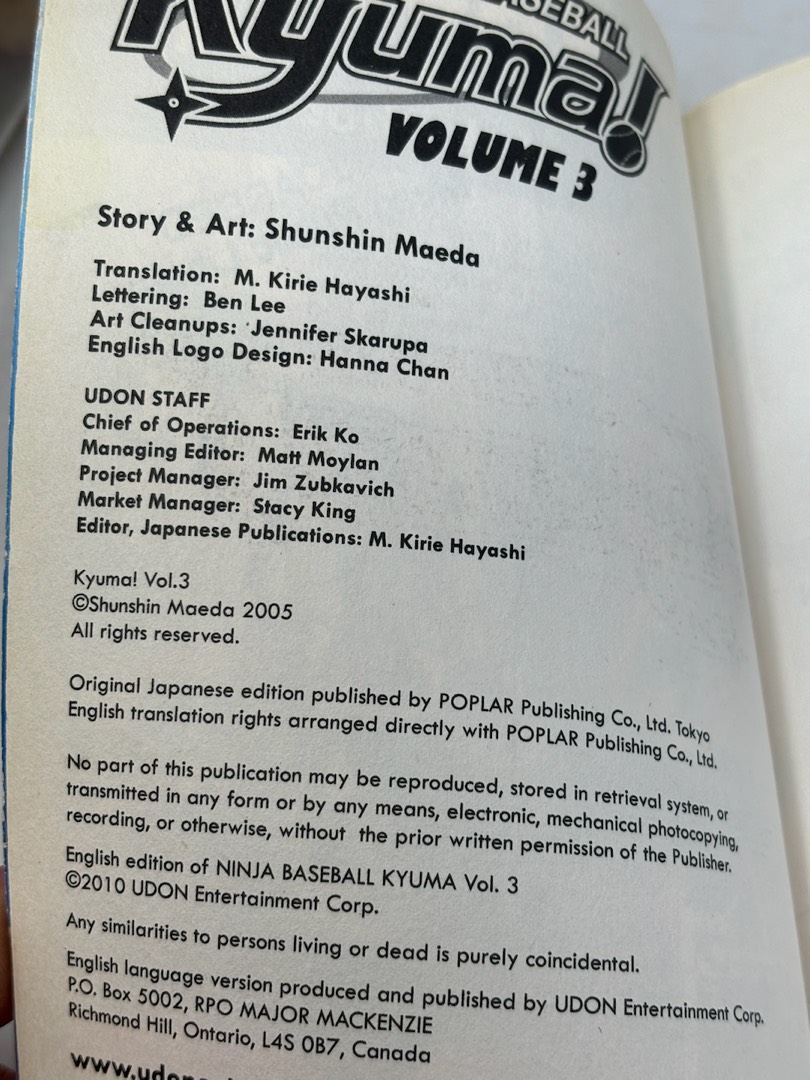 BASEBALL
Kyuma!
VOLUME 3
Story & Art: Shunshin Maeda
Translation: M. Kirie Hayashi
Lettering: Ben Lee
Art Cleanups: Jennifer Skarupa
English Logo Design: Hanna Chan
UDON STAFF
Chief of Operations: Erik Ko
Managing Editor: Matt Moylan
Project Manager: Jim Zubkavich
Market Manager: Stacy King
Editor, Japanese Publications: M. Kirie Hayashi
Kyuma! Vol.3
©Shunshin Maeda 2005
All rights reserved.
Original Japanese edition published by POPLAR Publishing Co., Ltd. Tokyo
English translation rights arranged directly with POPLAR Publishing Co., Ltd.
No part of this publication may be reproduced, stored in retrieval system, or
transmitted in any form or by any means, electronic, mechanical photocopying,
recording, or otherwise, without the prior written permission of the Publisher.
English edition of NINJA BASEBALL KYUMA Vol. 3
©2010 UDON Entertainment Corp.
Any similarities to persons living or dead is purely coincidental.
English language version produced and published by UDON Entertainment Corp.
P.O. Box 5002, RPO MAJOR MACKENZIE
Richmond Hill, Ontario, L4S 0B7, Canada